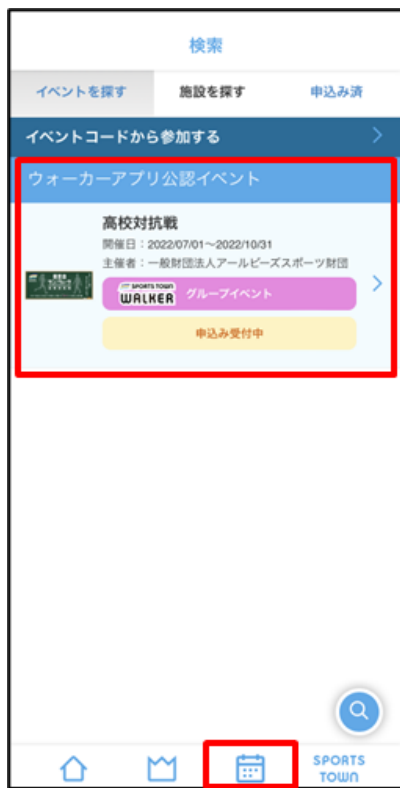 検索
イベントを探す 施設を探す 申込み済
イベントコードから参加する
ウォーカーアプリ公認イベント
高校対抗戦
開催日：2022/07/01～2022/10/31
主催者：一般財団法人アールビーズスポーツ財団
SPORTS TOWN
WALKER グループイベント
申込み受付中
SPORTS
TOWN